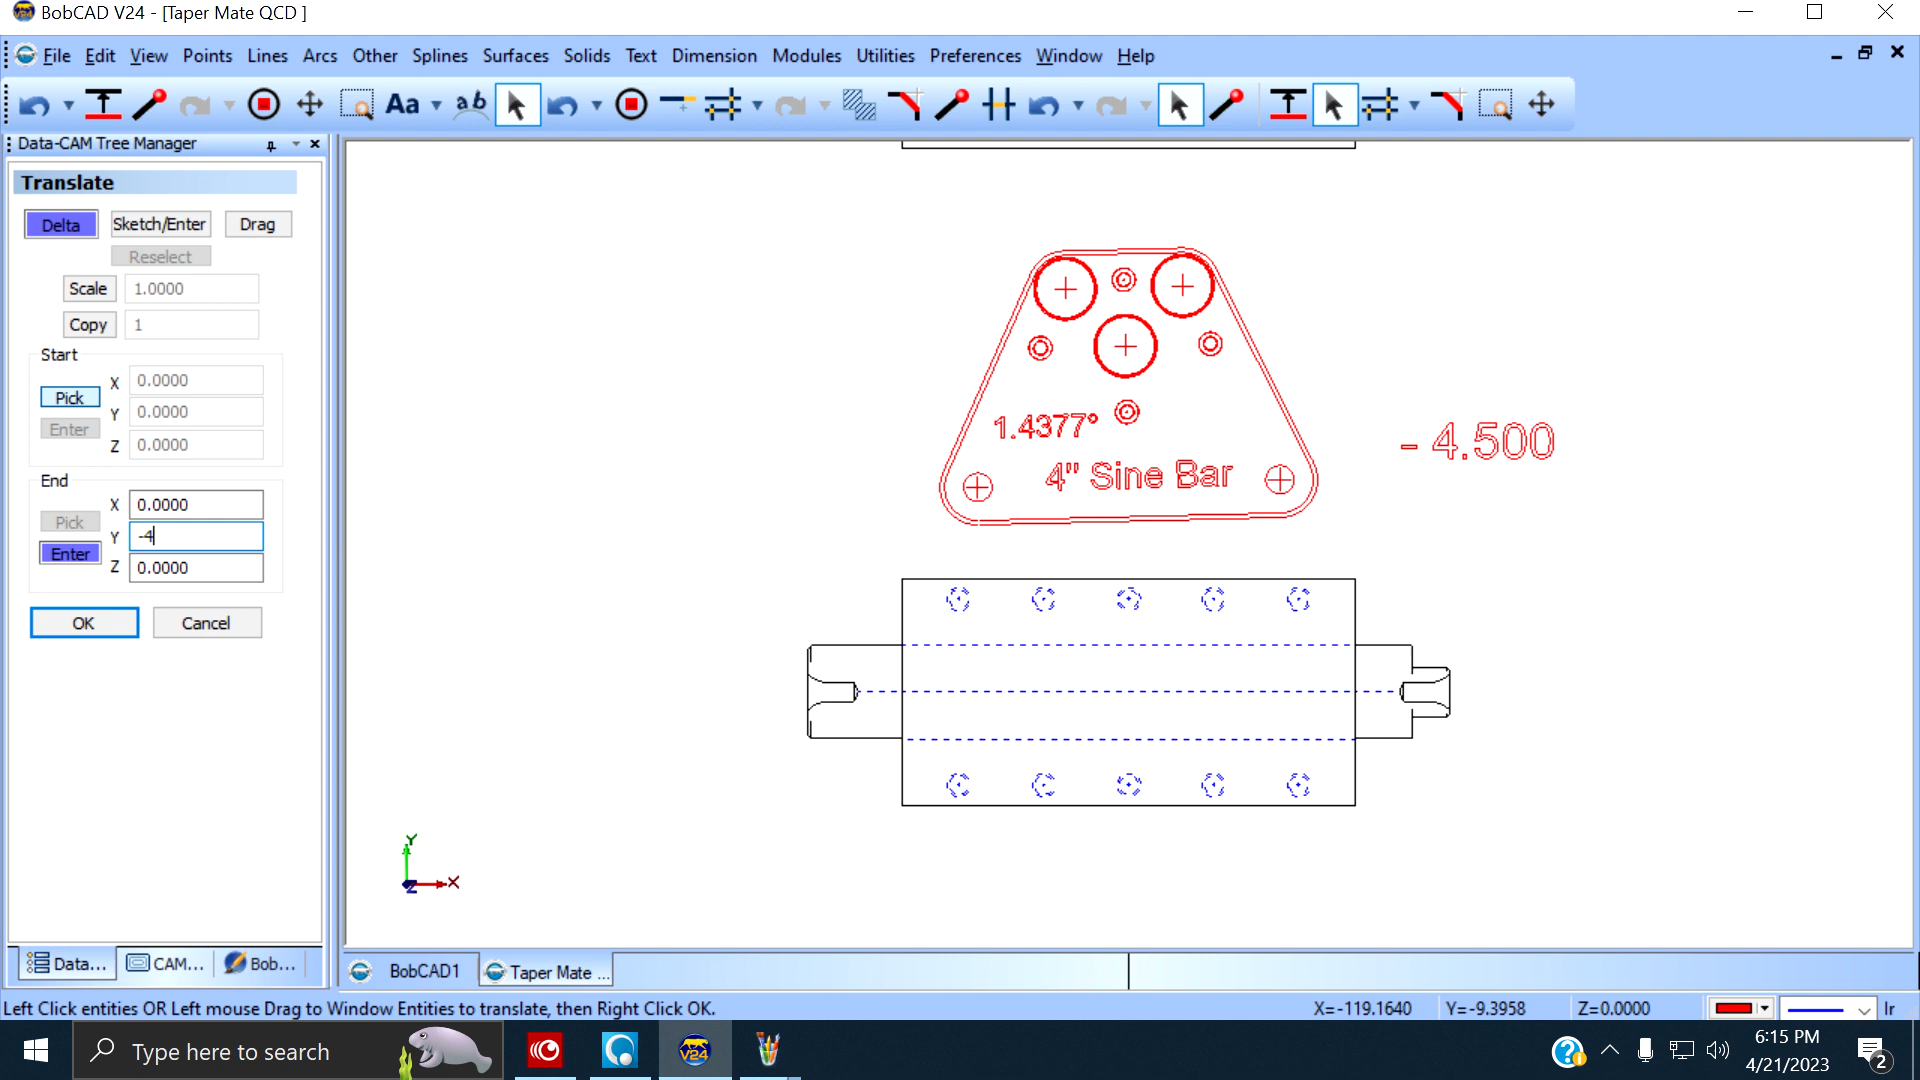 BobCAD V24 - [Taper Mate QCD ]
File Edit View Points Lines Arcs Other Splines Surfaces Solids Text Dimension Modules Utilities Preferences Window Help
Aa ab
Data-CAM Tree Manager
Translate
Delta Sketch/Enter Drag
Reselect
Scale 1.0000
Copy 1
Start
Pick X 0.0000
Y 0.0000
Enter
Z 0.0000
End
X 0.0000
Pick
Y -4
Enter
Z 0.0000
OK Cancel
1.4377°
4" Sine Bar
- 4.500
Y
X
Z
Data... CAM... Bob...
BobCAD1 Taper Mate ...
Left Click entities OR Left mouse Drag to Window Entities to translate, then Right Click OK.
X=-119.1640 Y=-9.3958 Z=0.0000 Ir
Type here to search
V24
6:15 PM
4/21/2023
2